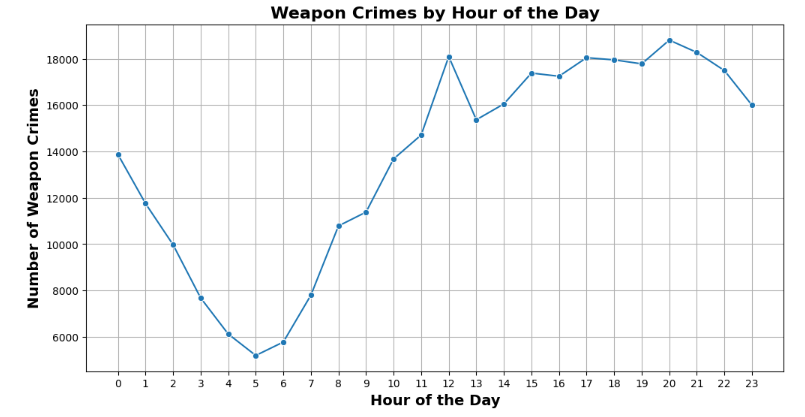 Weapon Crimes by Hour of the Day
Number of Weapon Crimes
18000
16000
14000
12000
10000
8000
6000
0 1 2 3 4 5 6 7 8 9 10 11 12 13 14 15 16 17 18 19 20 21 22 23
Hour of the Day